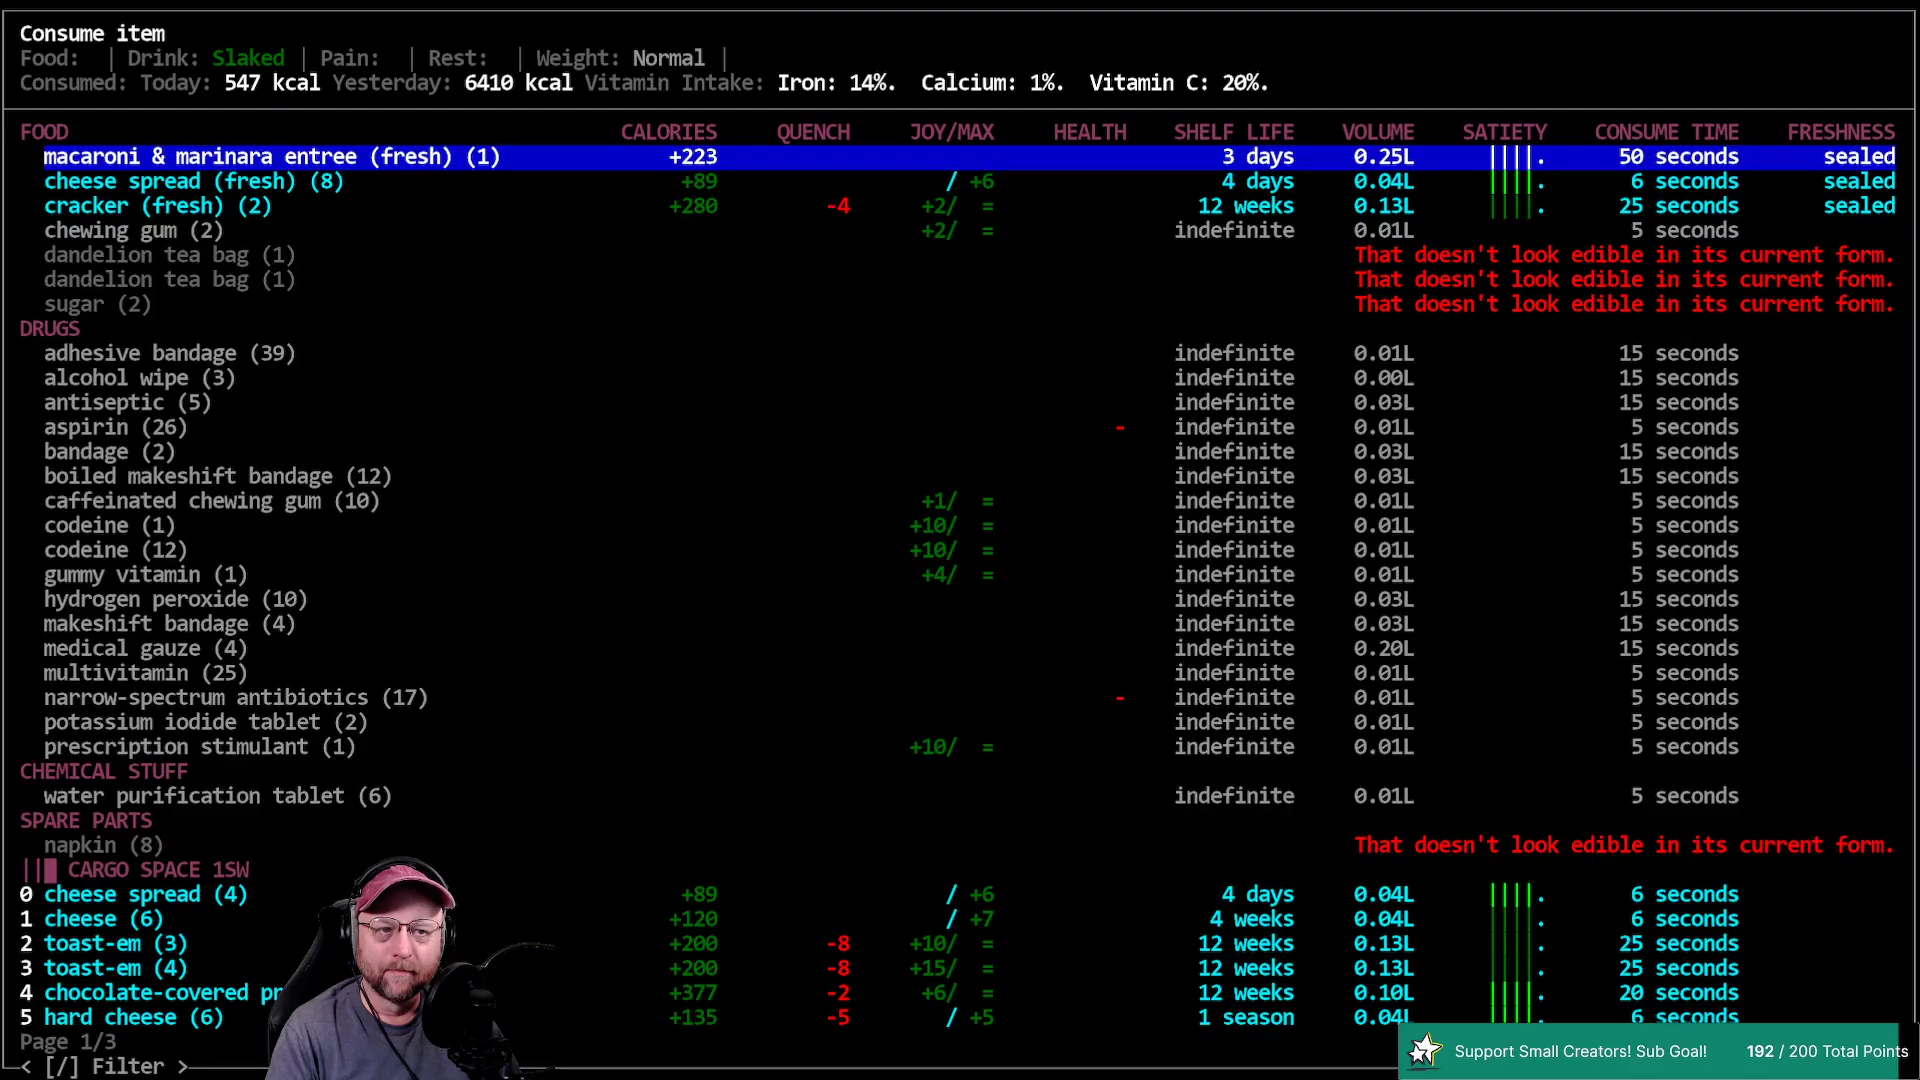 Consume item
Food: | Drink: Slaked | Pain: | Rest: | Weight: Normal |
Consumed: Today: 547 kcal Yesterday: 6410 kcal Vitamin Intake: Iron: 14%. Calcium: 1%. Vitamin C: 20%.
FOOD CALORIES QUENCH JOY/MAX HEALTH SHELF LIFE VOLUME SATIETY CONSUME TIME FRESHNESS
macaroni & marinara entree (fresh) (1) +223 3 days 0.25L ||||. 50 seconds sealed
cheese spread (fresh) (8) +89 / +6 4 days 0.04L ||||. 6 seconds sealed
cracker (fresh) (2) +280 -4 +2/ = 12 weeks 0.13L ||||. 25 seconds sealed
chewing gum (2) +2/ = indefinite 0.01L 5 seconds
dandelion tea bag (1) That doesn't look edible in its current form.
dandelion tea bag (1) That doesn't look edible in its current form.
sugar (2) That doesn't look edible in its current form.
DRUGS
adhesive bandage (39) indefinite 0.01L 15 seconds
alcohol wipe (3) indefinite 0.00L 15 seconds
antiseptic (5) indefinite 0.03L 15 seconds
aspirin (26) - indefinite 0.01L 5 seconds
bandage (2) indefinite 0.03L 15 seconds
boiled makeshift bandage (12) indefinite 0.03L 15 seconds
caffeinated chewing gum (10) +1/ = indefinite 0.01L 5 seconds
codeine (1) +10/ = indefinite 0.01L 5 seconds
codeine (12) +10/ = indefinite 0.01L 5 seconds
gummy vitamin (1) +4/ = indefinite 0.01L 5 seconds
hydrogen peroxide (10) indefinite 0.03L 15 seconds
makeshift bandage (4) indefinite 0.03L 15 seconds
medical gauze (4) indefinite 0.20L 15 seconds
multivitamin (25) indefinite 0.01L 5 seconds
narrow-spectrum antibiotics (17) - indefinite 0.01L 5 seconds
potassium iodide tablet (2) indefinite 0.01L 5 seconds
prescription stimulant (1) +10/ = indefinite 0.01L 5 seconds
CHEMICAL STUFF
water purification tablet (6) indefinite 0.01L 5 seconds
SPARE PARTS
napkin (8) That doesn't look edible in its current form.
CARGO SPACE 1SW
0 cheese spread (4) +89 / +6 4 days 0.04L ||||. 6 seconds
1 cheese (6) +120 / +7 4 weeks 0.04L ||||. 6 seconds
2 toast-em (3) +200 -8 +10/ = 12 weeks 0.13L ||||. 25 seconds
3 toast-em (4) +200 -8 +15/ = 12 weeks 0.13L ||||. 25 seconds
4 chocolate-covered pr +377 -2 +6/ = 12 weeks 0.10L ||||. 20 seconds
5 hard cheese (6) +135 -5 / +5 1 season 0.04L ||||. 6 seconds
Page 1/3
< [/] Filter >
Support Small Creators! Sub Goal! 192 / 200 Total Points